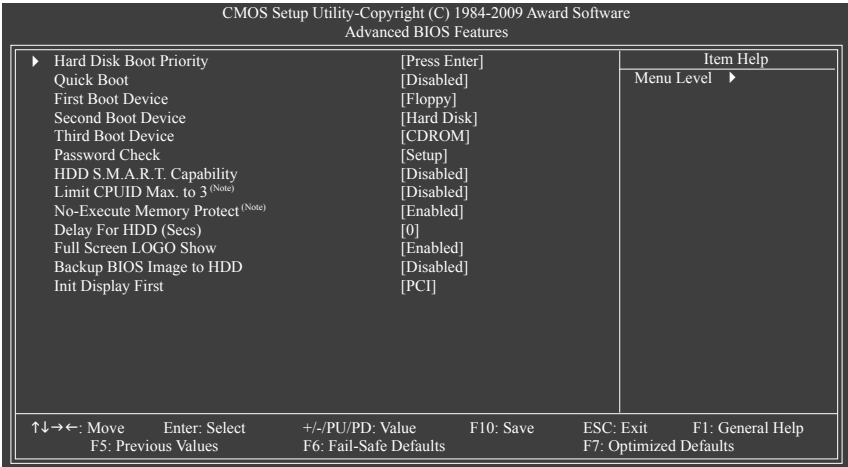 CMOS Setup Utility-Copyright (C) 1984-2009 Award Software
Advanced BIOS Features
▶ Hard Disk Boot Priority [Press Enter] Item Help
Quick Boot [Disabled] Menu Level ▶
First Boot Device [Floppy]
Second Boot Device [Hard Disk]
Third Boot Device [CDROM]
Password Check [Setup]
HDD S.M.A.R.T. Capability [Disabled]
Limit CPUID Max. to 3 (Note) [Disabled]
No-Execute Memory Protect (Note) [Enabled]
Delay For HDD (Secs) [0]
Full Screen LOGO Show [Enabled]
Backup BIOS Image to HDD [Disabled]
Init Display First [PCI]
↑↓→←: Move Enter: Select +/-/PU/PD: Value F10: Save ESC: Exit F1: General Help
F5: Previous Values F6: Fail-Safe Defaults F7: Optimized Defaults